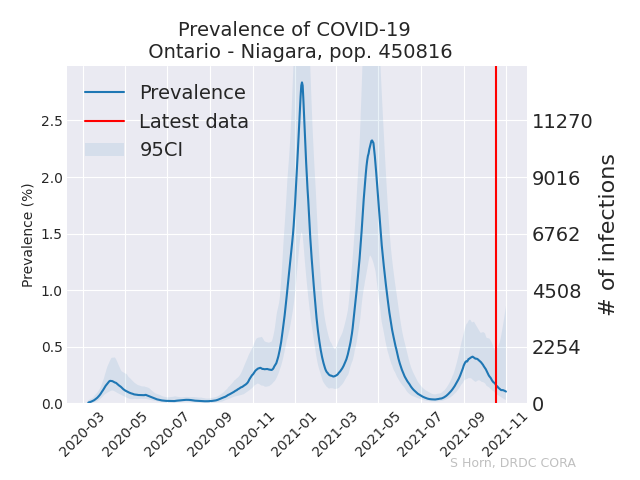 Prevalence of COVID-19
Ontario - Niagara, pop. 450816
Prevalence
Latest data
95CI
Prevalence (%)
2.5
2.0
1.5
1.0
0.5
0.0
11270
9016
6762
4508
2254
0
# of infections
2020-03
2020-05
2020-07
2020-09
2020-11
2021-01
2021-03
2021-05
2021-07
2021-09
2021-11
S Horn, DRDC CORA